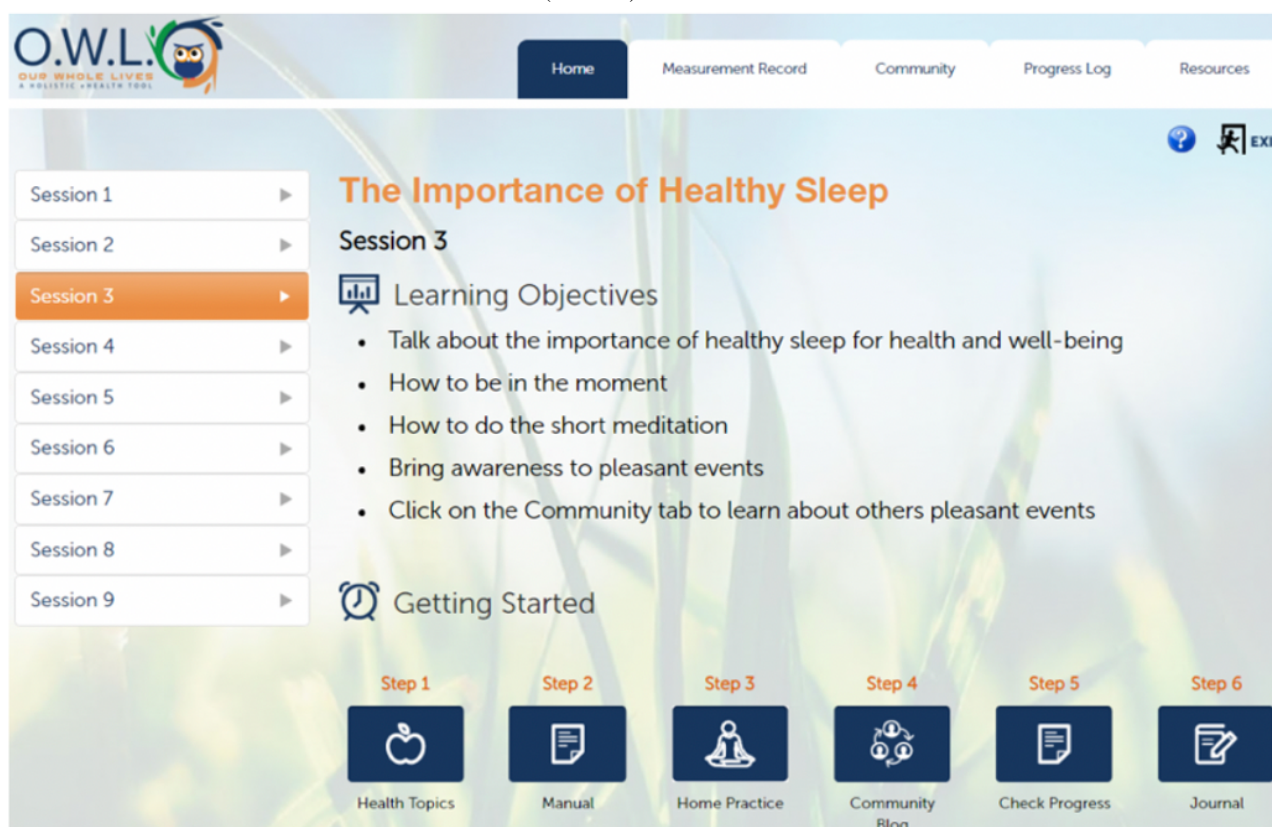 O.W.L.
OUR WHOLE LIVES
A HOLISTIC eHEALTH TOOL
Home
Measurement Record
Community
Progress Log
Resources
?
EXI
Session 1
Session 2
Session 3
Session 4
Session 5
Session 6
Session 7
Session 8
Session 9
The Importance of Healthy Sleep
Session 3
Learning Objectives
• Talk about the importance of healthy sleep for health and well-being
• How to be in the moment
• How to do the short meditation
• Bring awareness to pleasant events
• Click on the Community tab to learn about others pleasant events
Getting Started
Step 1
Step 2
Step 3
Step 4
Step 5
Step 6
Health Topics
Manual
Home Practice
Community
Blog
Check Progress
Journal